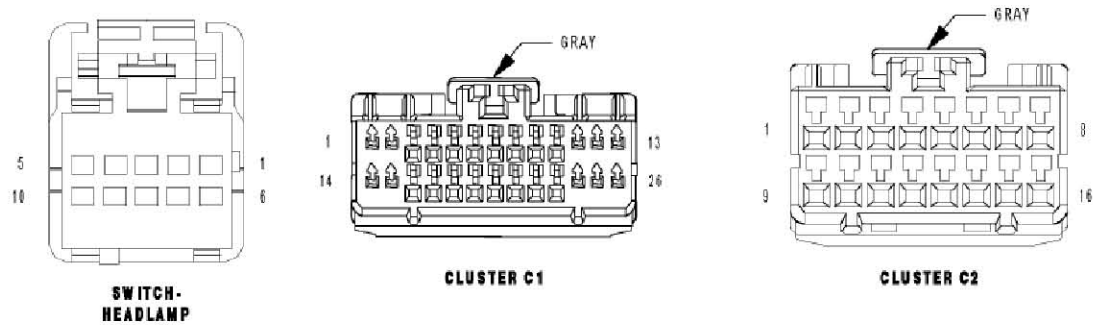 GRAY
GRAY
1
13
14
26
1
8
9
16
5
1
10
6
CLUSTER C1
CLUSTER C2
SWITCH-
HEADLAMP